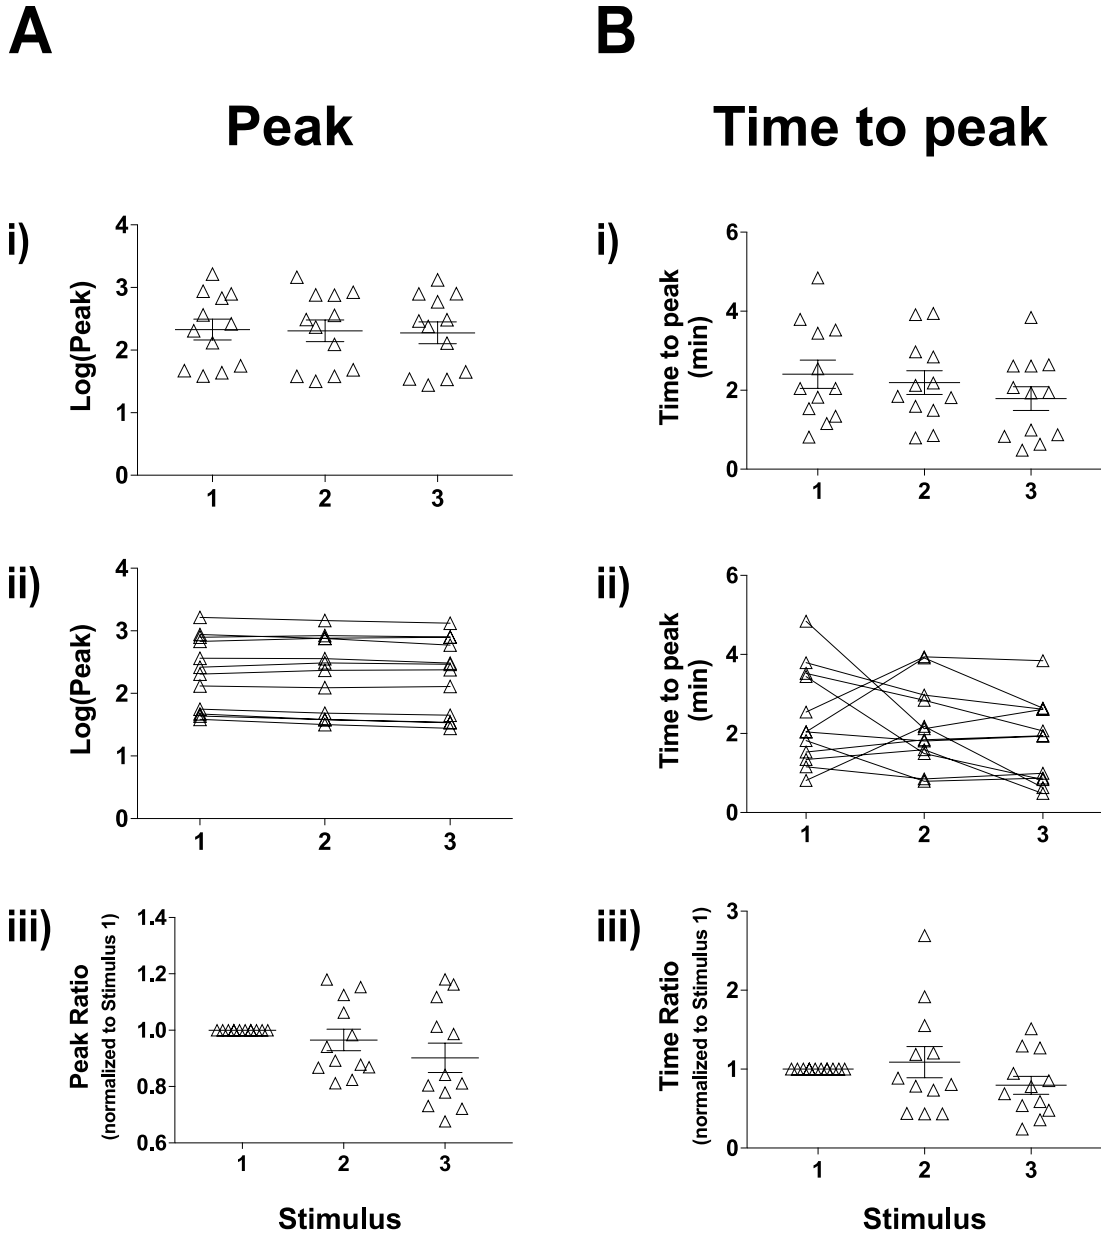 A
B
Peak
Time to peak
i)
Log(Peak)
4
3
2
1
0
1 2 3
i)
Time to peak
(min)
6
4
2
0
1 2 3
ii)
Log(Peak)
4
3
2
1
0
1 2 3
ii)
Time to peak
(min)
6
4
2
0
1 2 3
iii)
Peak Ratio
(normalized to Stimulus 1)
1.4
1.2
1.0
0.8
0.6
1 2 3
Stimulus
iii)
Time Ratio
(normalized to Stimulus 1)
3
2
1
0
1 2 3
Stimulus